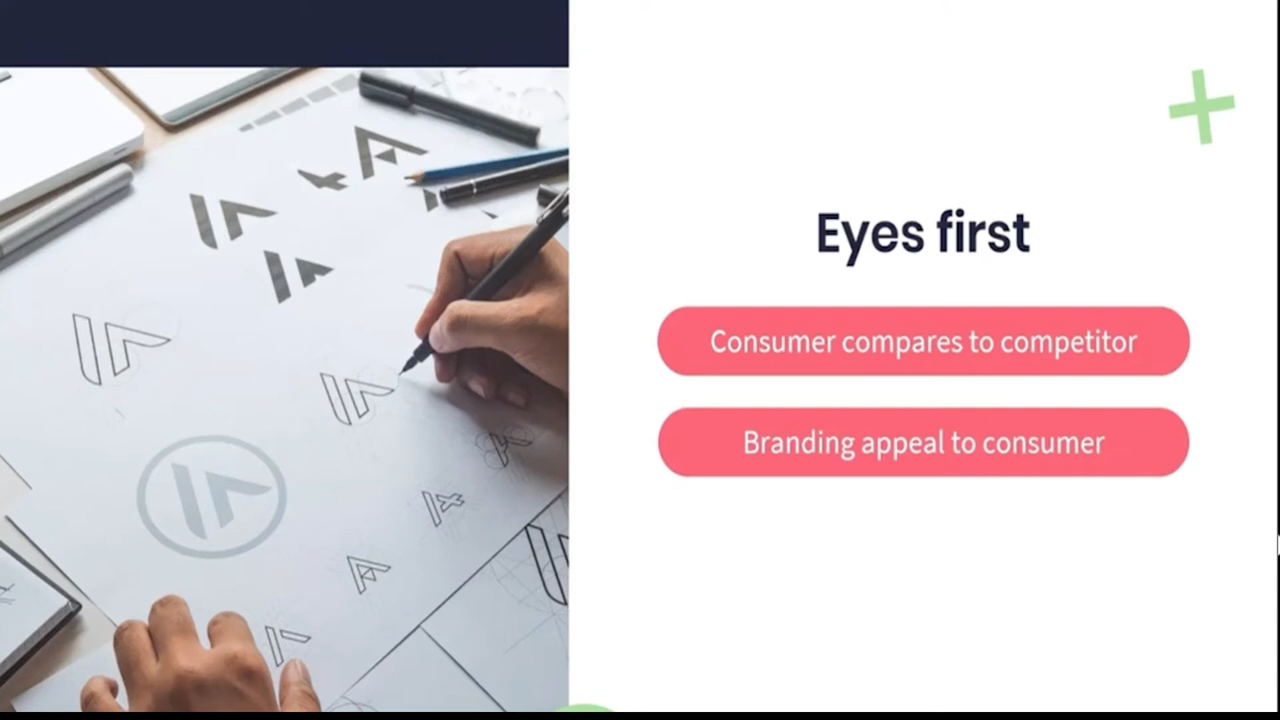 Eyes first
Consumer compares to competitor
Branding appeal to consumer